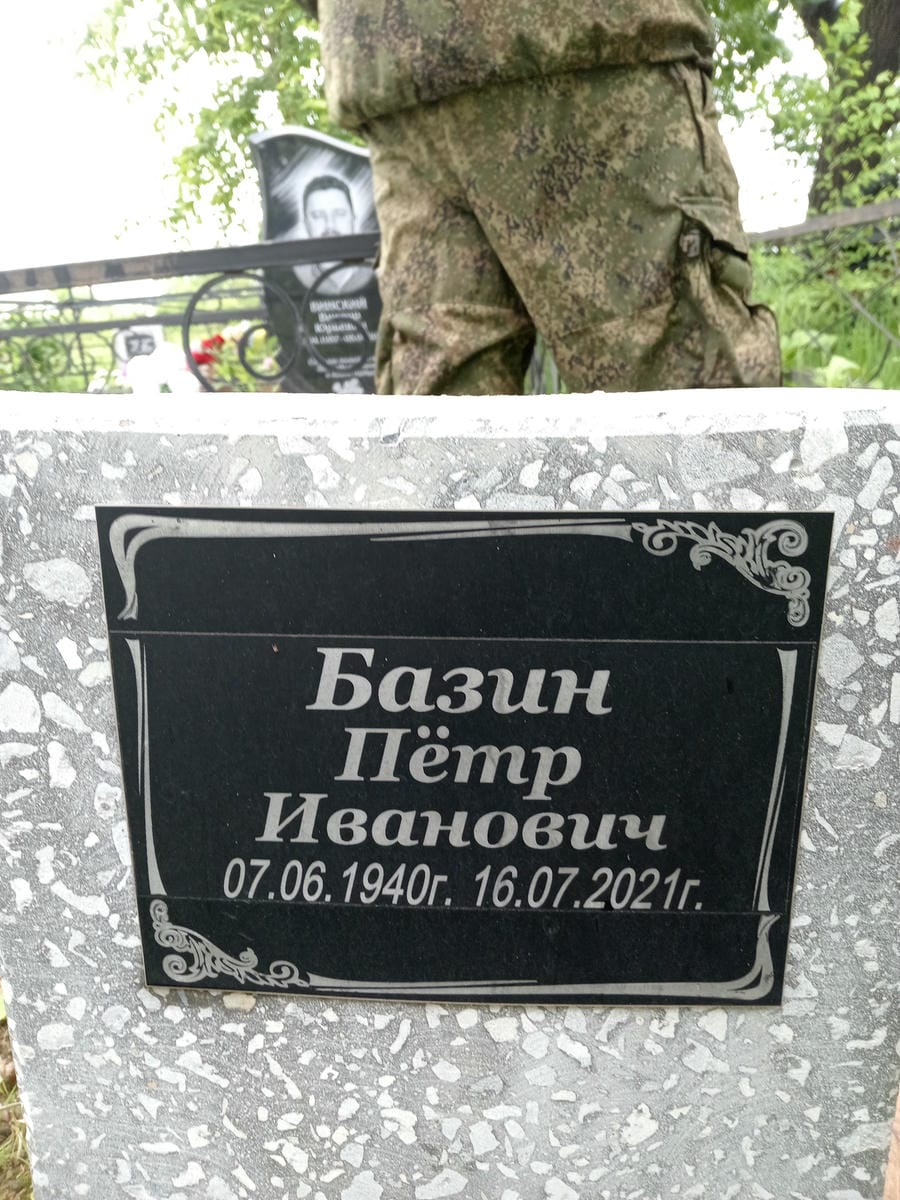 Базин
Пётр
Иванович
07.06.1940г. 16.07.2021г.